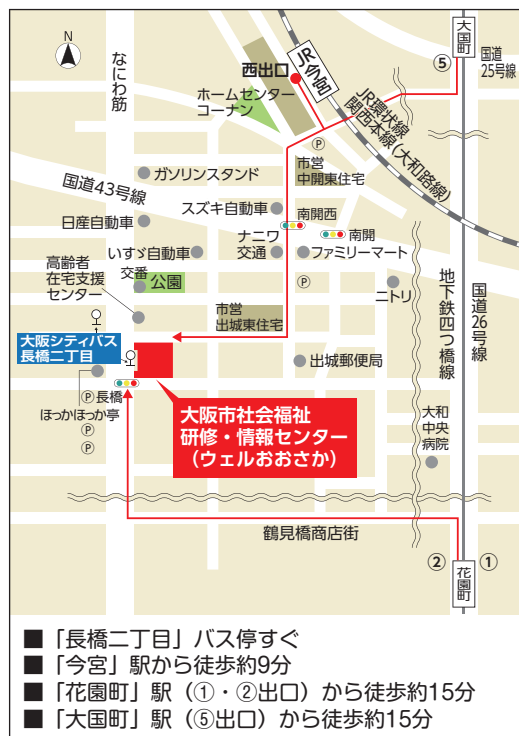 N
なにわ筋
西出口
JR今宮
大国町
⑤
国道
25号線
ホームセンター
コーナン
JR環状線
関西本線(大和路線)
P
ガソリンスタンド
市営
中開東住宅
国道43号線
スズキ自動車
南開西
南開
日産自動車
いすゞ自動車
ナニワ
交通
ファミリーマート
高齢者
在宅支援
センター
交番
公園
P
ニトリ
地下鉄四つ橋線
国道26号線
市営
出城東住宅
大阪シティバス
長橋二丁目
出城郵便局
P
長橋
ほっかほっか亭
P
P
大阪市社会福祉
研修・情報センター
(ウェルおおさか)
大和
中央
病院
鶴見橋商店街
②
①
花園町
■「長橋二丁目」バス停すぐ
■「今宮」駅から徒歩約9分
■「花園町」駅(①・②出口)から徒歩約15分
■「大国町」駅(⑤出口)から徒歩約15分